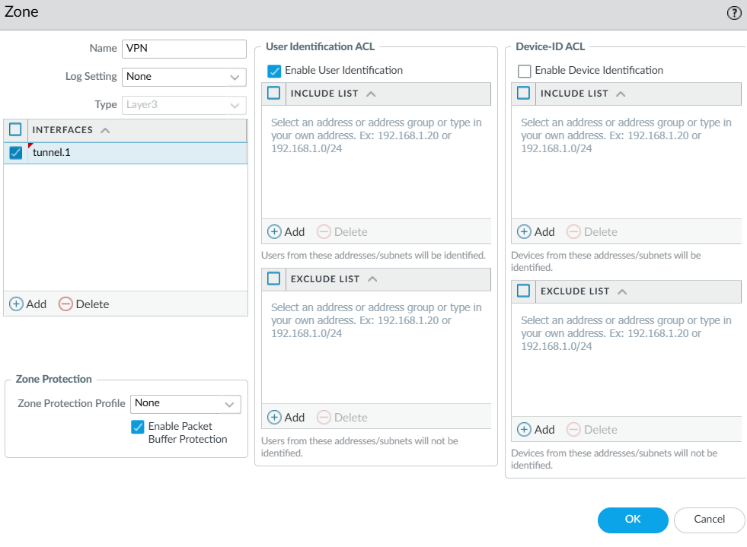 Zone
Name VPN
Log Setting None
Type Layer3
INTERFACES
tunnel.1
Add Delete
Zone Protection
Zone Protection Profile None
Enable Packet
Buffer Protection
User Identification ACL
Enable User Identification
INCLUDE LIST
Select an address or address group or type in
your own address. Ex: 192.168.1.20 or
192.168.1.0/24
Add Delete
Users from these addresses/subnets will be identified.
EXCLUDE LIST
Select an address or address group or type in
your own address. Ex: 192.168.1.20 or
192.168.1.0/24
Add Delete
Users from these addresses/subnets will not be
identified.
Device-ID ACL
Enable Device Identification
INCLUDE LIST
Select an address or address group or type in
your own address. Ex: 192.168.1.20 or
192.168.1.0/24
Add Delete
Devices from these addresses/subnets will be
identified.
EXCLUDE LIST
Select an address or address group or type in
your own address. Ex: 192.168.1.20 or
192.168.1.0/24
Add Delete
Devices from these addresses/subnets will not be
identified.
OK Cancel